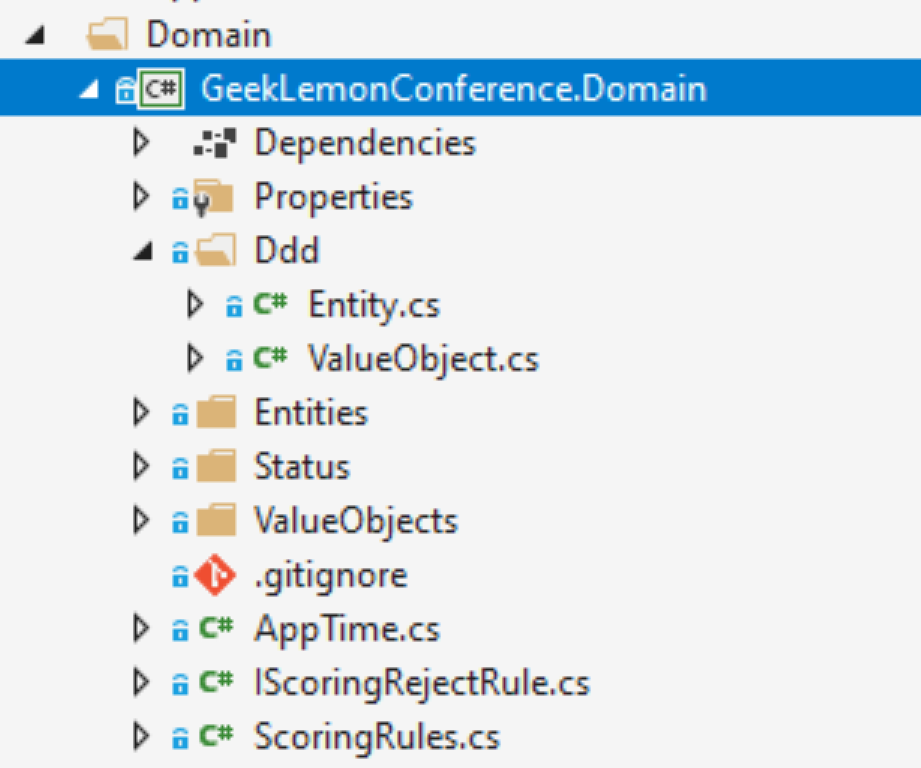 Domain
C# GeekLemonConference.Domain
Dependencies
Properties
Ddd
C# Entity.cs
C# ValueObject.cs
Entities
Status
ValueObjects
.gitignore
C# AppTime.cs
C# IScoringRejectRule.cs
C# ScoringRules.cs